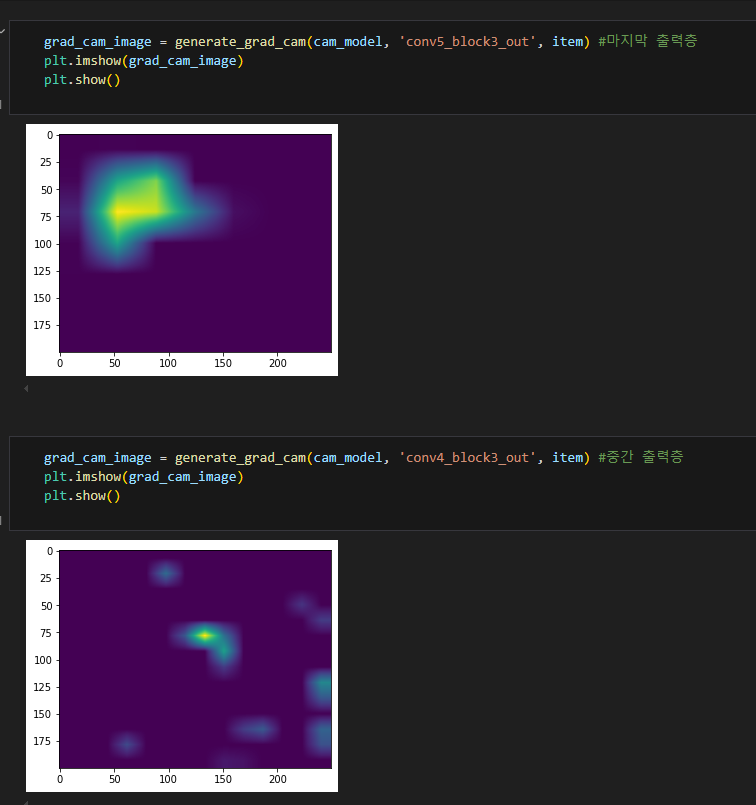 grad_cam_image = generate_grad_cam(cam_model, 'conv5_block3_out', item) #마지막 출력층
plt.imshow(grad_cam_image)
plt.show()
0
25
50
75
100
125
150
175
0 50 100 150 200
grad_cam_image = generate_grad_cam(cam_model, 'conv4_block3_out', item) #중간 출력층
plt.imshow(grad_cam_image)
plt.show()
0
25
50
75
100
125
150
175
0 50 100 150 200